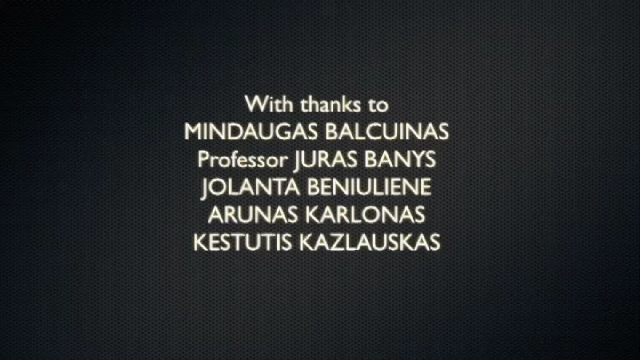 With thanks to
MINDAUGAS BALCUINAS
Professor JURAS BANYS
JOLANTA BENIULIENE
ARUNAS KARLONAS
KESTUTIS KAZLAUSKAS